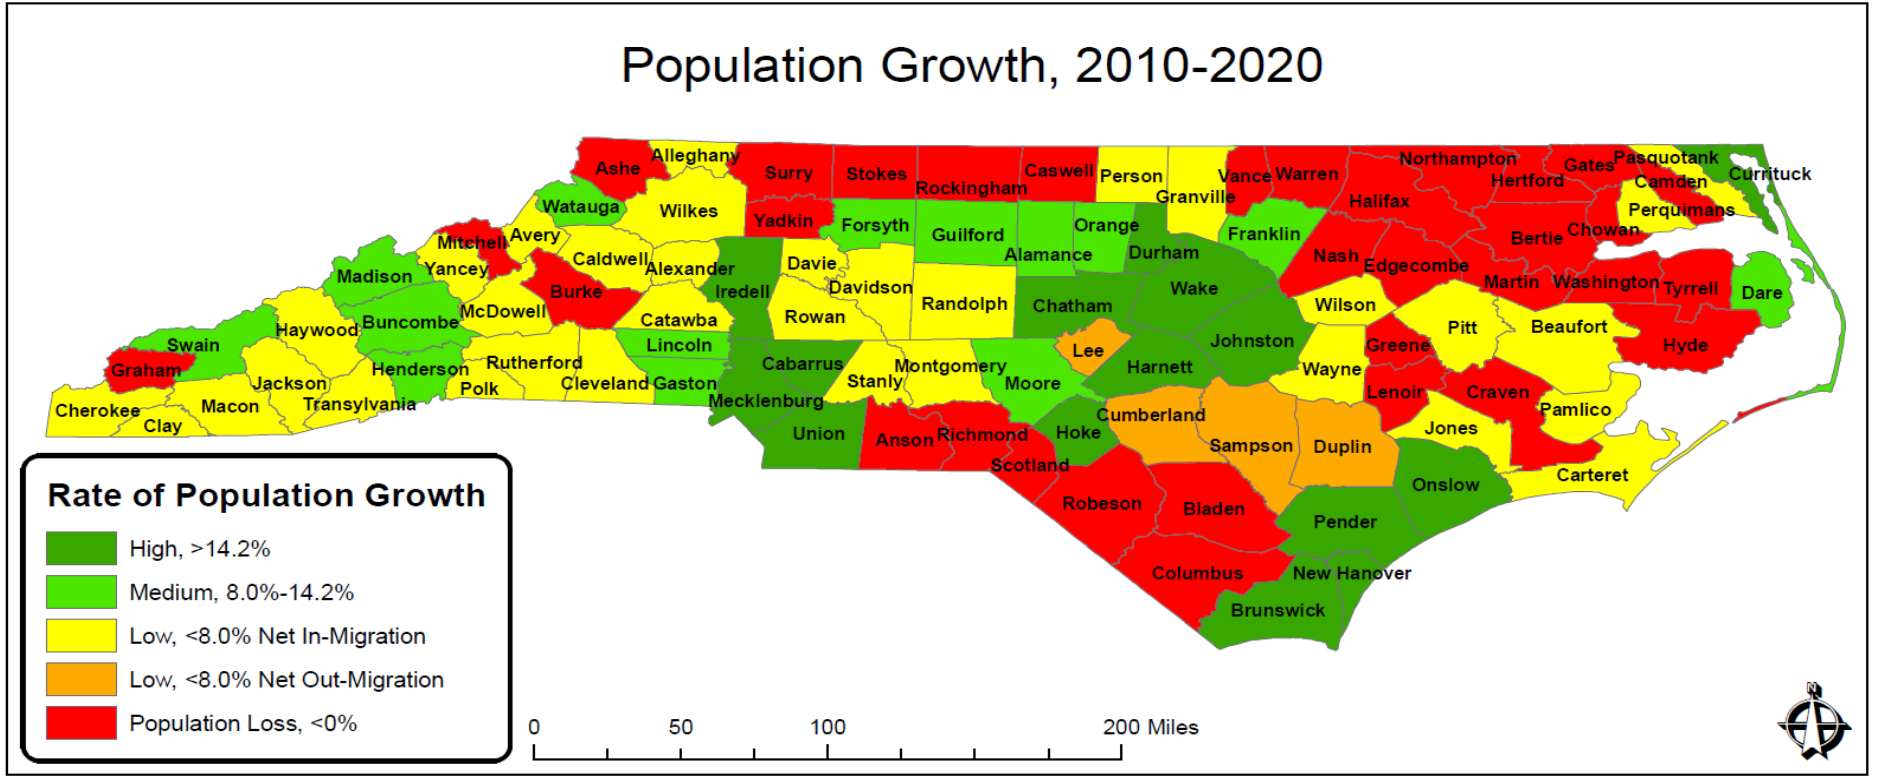 Population Growth, 2010-2020
Ashe
Alleghany
Surry
Stokes
Rockingham
Caswell
Person
Granville
Vance
Warren
Northampton
Gates
Pasquotank
Currituck
Hertford
Camden
Halifax
Perquimans
Watauga
Wilkes
Yadkin
Forsyth
Guilford
Alamance
Orange
Durham
Franklin
Nash
Edgecombe
Bertie
Chowan
Mitchell
Avery
Caldwell
Alexander
Davie
Davidson
Randolph
Chatham
Wake
Martin
Washington
Tyrrell
Dare
Madison
Yancey
Burke
Iredell
Rowan
McDowell
Catawba
Wilson
Pitt
Beaufort
Hyde
Haywood
Buncombe
Swain
Graham
Henderson
Rutherford
Lincoln
Cabarrus
Lee
Harnett
Johnston
Greene
Wayne
Cherokee
Clay
Macon
Jackson
Transylvania
Polk
Cleveland
Gaston
Mecklenburg
Stanly
Montgomery
Moore
Lenoir
Craven
Pamlico
Union
Anson
Richmond
Scotland
Hoke
Cumberland
Sampson
Duplin
Jones
Carteret
Onslow
Robeson
Bladen
Pender
Columbus
New Hanover
Brunswick
Rate of Population Growth
High, >14.2%
Medium, 8.0%-14.2%
Low, <8.0% Net In-Migration
Low, <8.0% Net Out-Migration
Population Loss, <0%
0 50 100 200 Miles
N